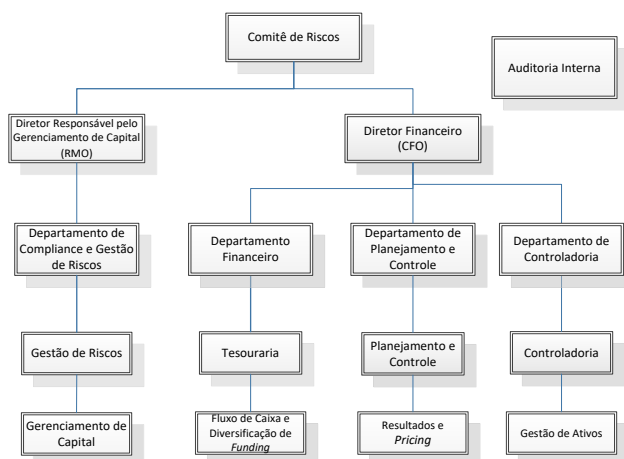 Comitê de Riscos
Auditoria Interna
Diretor Responsável pelo
Gerenciamento de Capital
(RMO)
Diretor Financeiro
(CFO)
Departamento de
Compliance e Gestão
de Riscos
Departamento
Financeiro
Departamento de
Planejamento e
Controle
Departamento de
Controladoria
Gestão de Riscos
Tesouraria
Planejamento e
Controle
Controladoria
Gerenciamento de
Capital
Fluxo de Caixa e
Diversificação de
Funding
Resultados e
Pricing
Gestão de Ativos